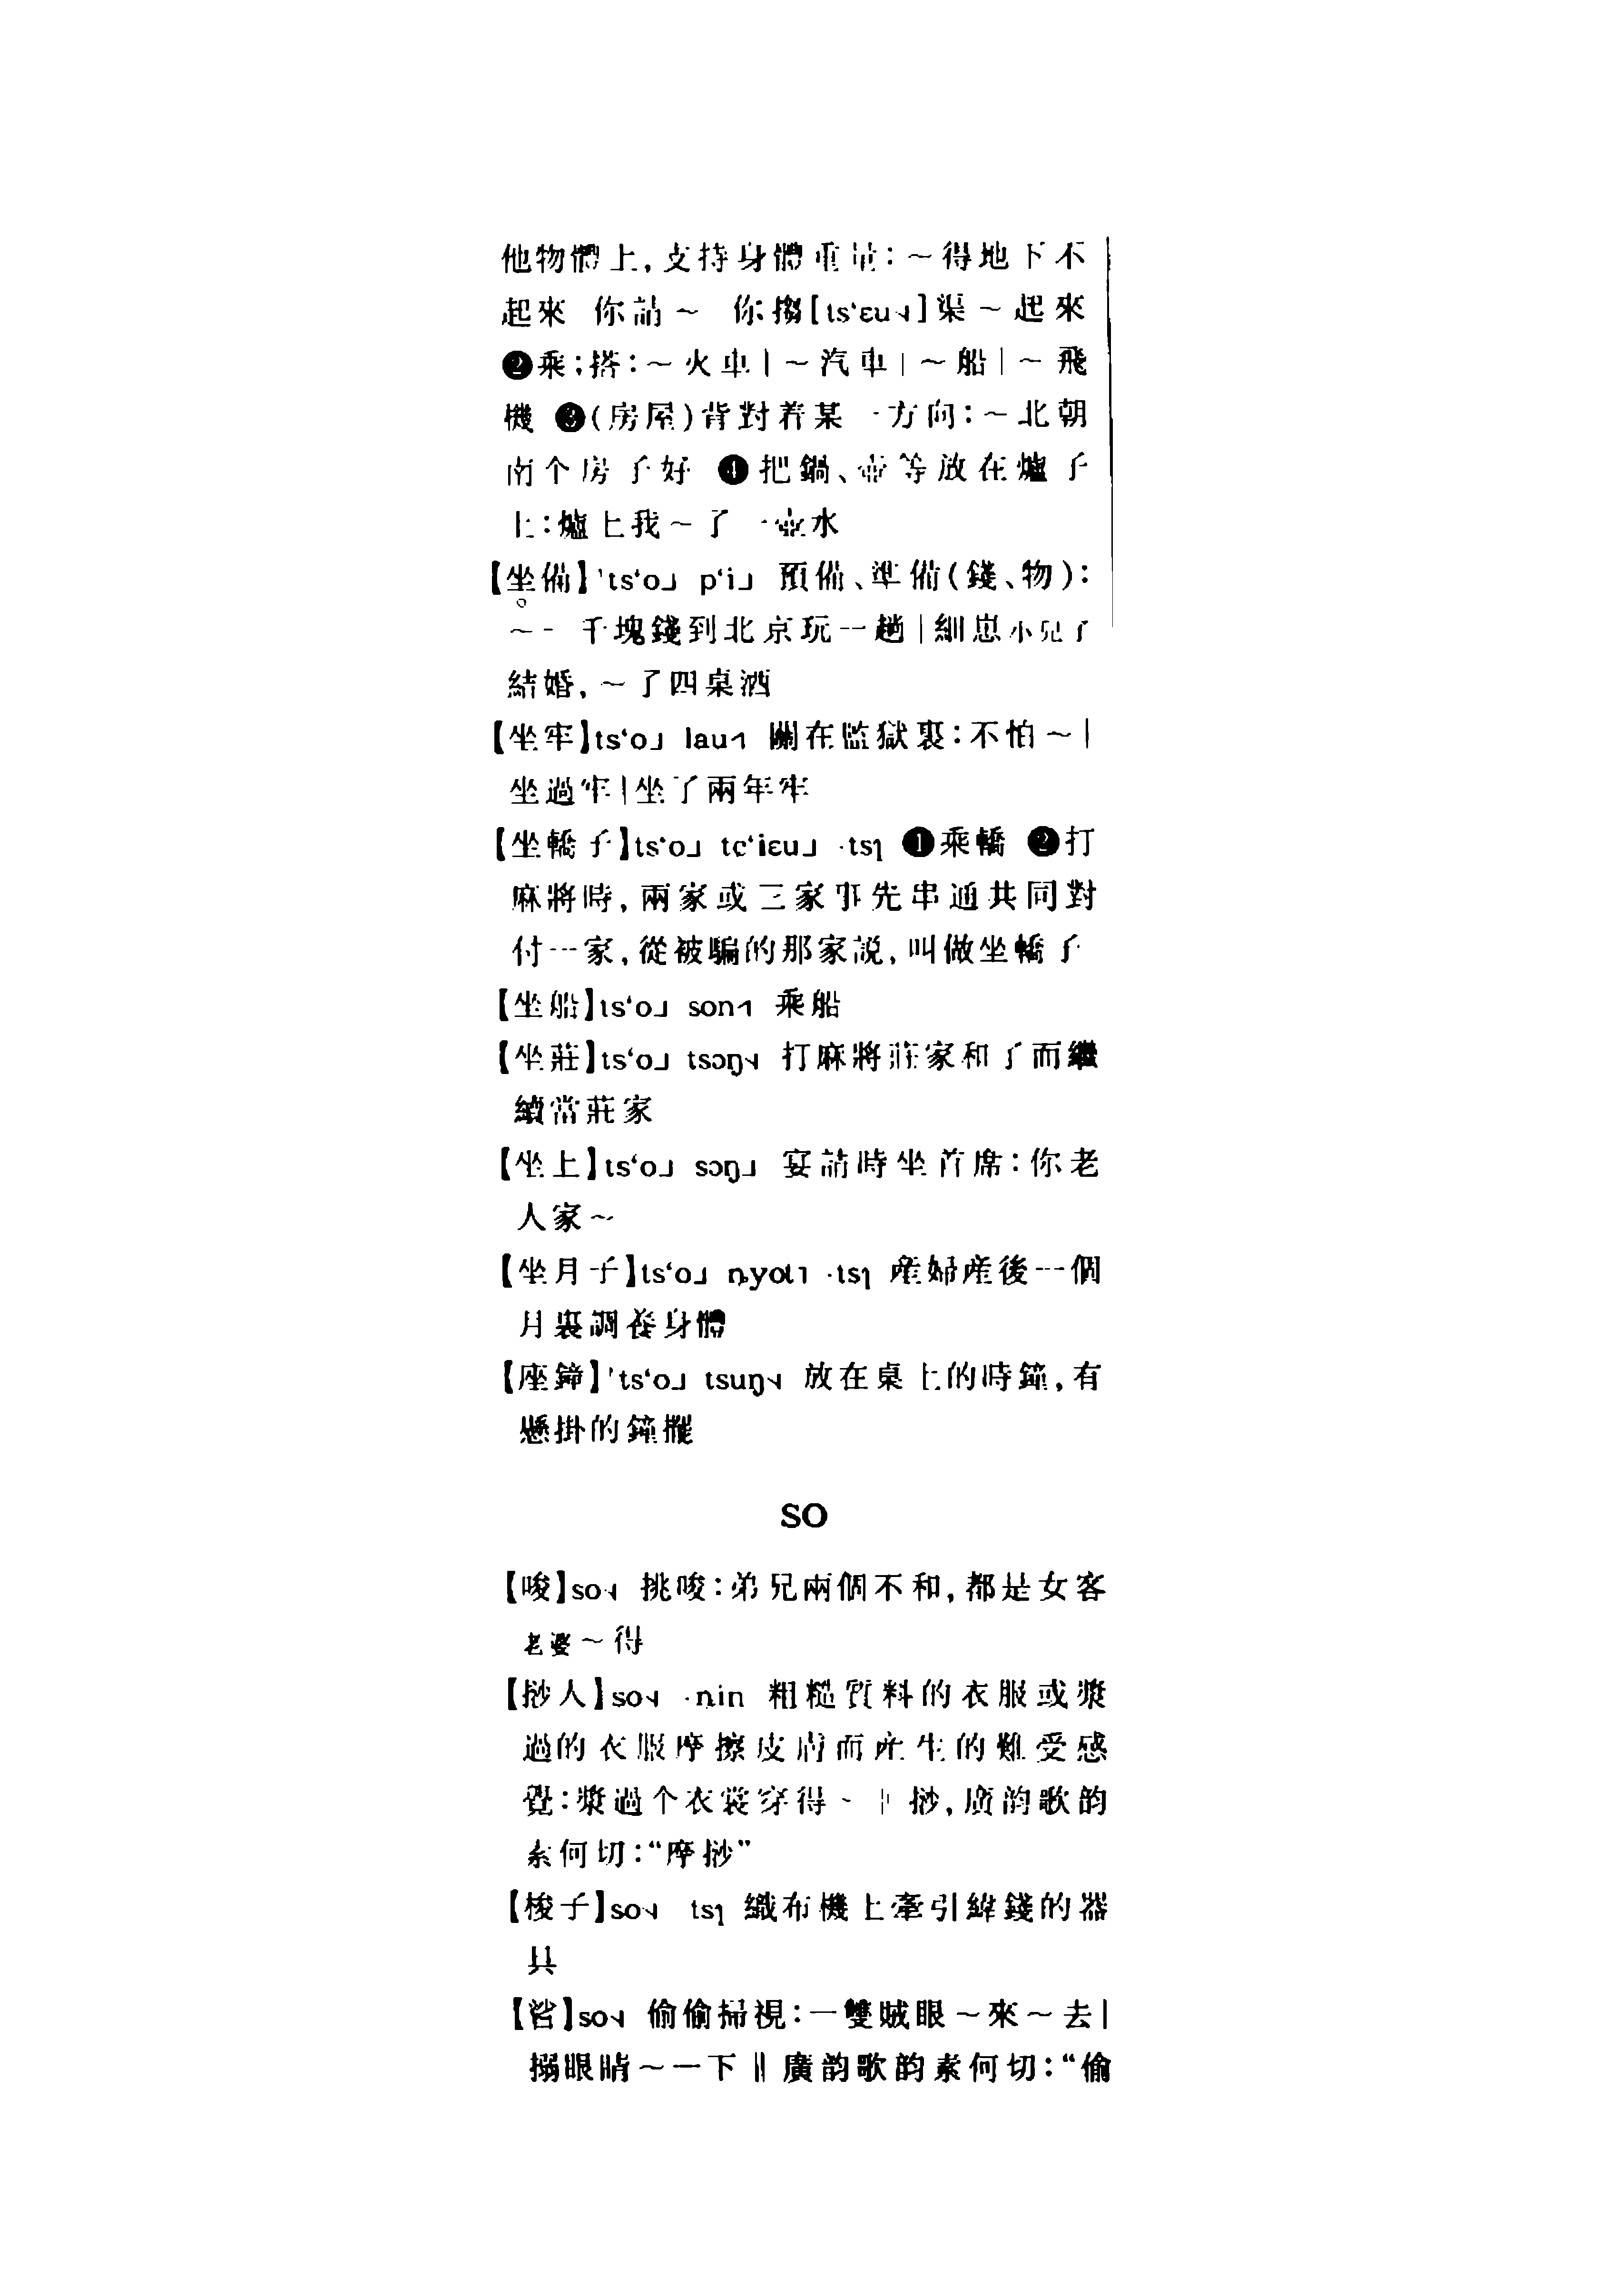 他物體上,支持身體重量:～得地下不
起來 你請～ 你搊[ts‘ɛu˧]渠～起來
❷乘;搭:～火車|～汽車|～船|～飛
機 ❸(房屋)背對着某一方向:～北朝
南个房子好 ❹把鍋、壺等放在爐子
上:爐上我～了一壺水
【坐備】'ts‘o˩ p‘i˩ 預備、準備(錢、物):
～一千塊錢到北京玩一趟|細崽小兒子
結婚,～了四桌酒
【坐牢】ts‘o˩ lau˧ 關在監獄裏:不怕～|
坐過牢|坐了兩年牢
【坐轎子】ts‘o˩ tɕ‘iɛu˩ ·tsɿ ❶乘轎 ❷打
麻將時,兩家或三家事先串通共同對
付一家,從被騙的那家説,叫做坐轎子
【坐船】ts‘o˩ son˧ 乘船
【坐莊】ts‘o˩ tsɔŋ˧ 打麻將莊家和了而繼
續當莊家
【坐上】ts‘o˩ sɔŋ˩ 宴請時坐首席:你老
人家～
【坐月子】ts‘o˩ ȵyɑt˥ ·tsɿ 産婦産後一個
月裏調養身體
【座鐘】'ts‘o˩ tsuŋ˧ 放在桌上的時鐘,有
懸掛的鐘擺
so
【唆】so˧ 挑唆:弟兄兩個不和,都是女客
老婆～得
【挱人】so˧ ·ȵin 粗糙質料的衣服或漿
過的衣服摩擦皮膚而産生的難受感
覺:漿過个衣裳穿得～‖挱,廣韵歌韵
素何切:“摩挱”
【梭子】so˧ tsɿ 織布機上牽引緯錢的器
具
【䁟】so˧ 偷偷掃視:一雙賊眼～來～去|
搦眼睛～一下‖廣韵歌韵素何切:“偷